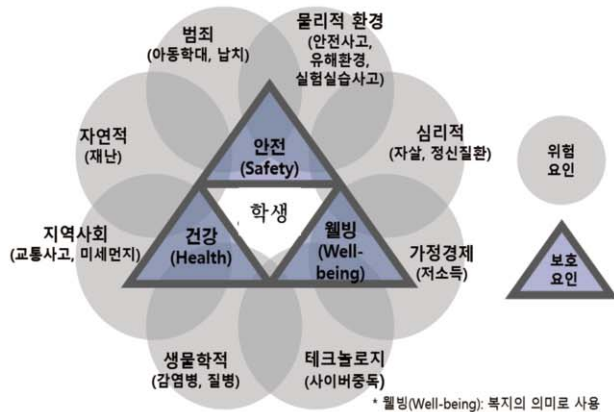 범죄
(아동학대, 납치)
물리적 환경
(안전사고,
유해환경,
실험실습사고)
자연적
(재난)
안전
(Safety)
심리적
(자살, 정신질환)
위험
요인
학생
지역사회
(교통사고, 미세먼지)
건강
(Health)
웰빙
(Well-
being)
가정경제
(저소득)
보호
요인
생물학적
(감염병, 질병)
테크놀로지
(사이버중독)
* 웰빙(Well-being): 복지의 의미로 사용